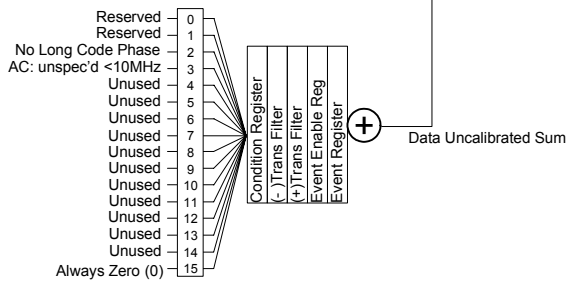 Reserved 0
Reserved 1
No Long Code Phase 2
AC: unspec'd <10MHz 3
Unused 4
Unused 5
Unused 6
Unused 7
Unused 8
Unused 9
Unused 10
Unused 11
Unused 12
Unused 13
Unused 14
Always Zero (0) 15
Condition Register
(-)Trans Filter
(+)Trans Filter
Event Enable Reg
Event Register
+
Data Uncalibrated Sum